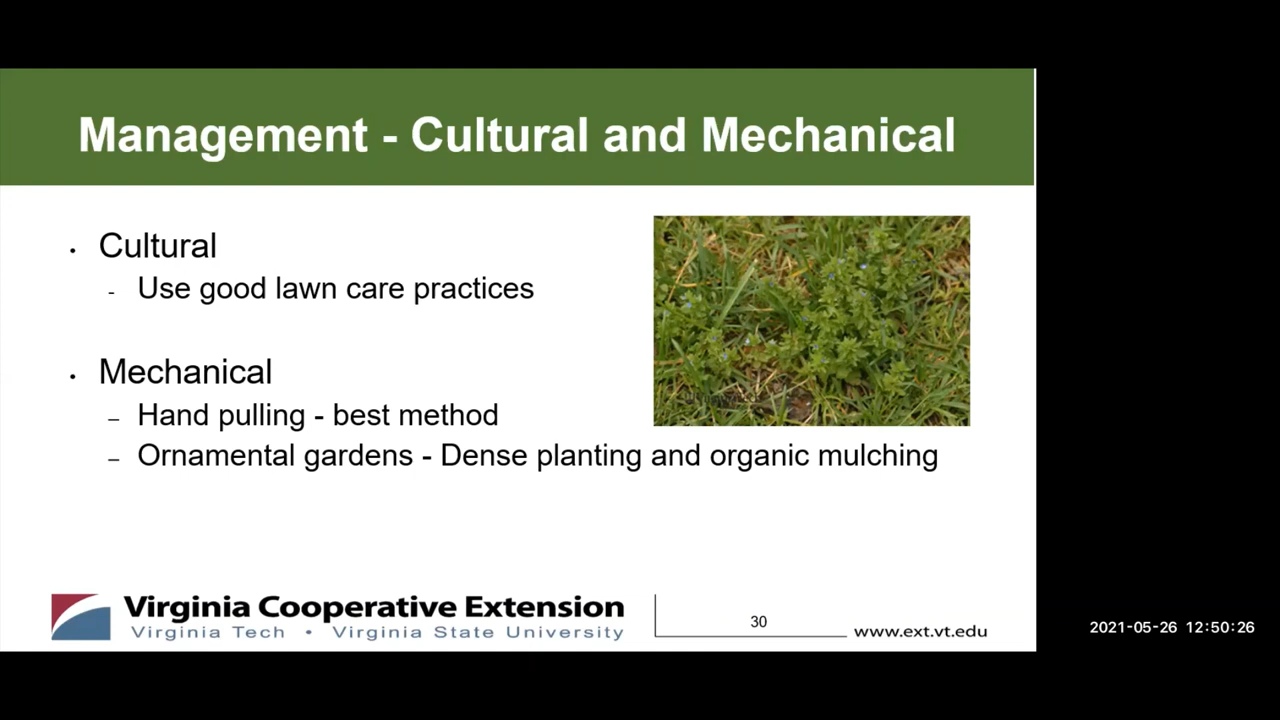 Management - Cultural and Mechanical
• Cultural
- Use good lawn care practices
• Mechanical
– Hand pulling - best method
– Ornamental gardens - Dense planting and organic mulching
Virginia Cooperative Extension
Virginia Tech • Virginia State University
30
www.ext.vt.edu
2021-05-26 12:50:26